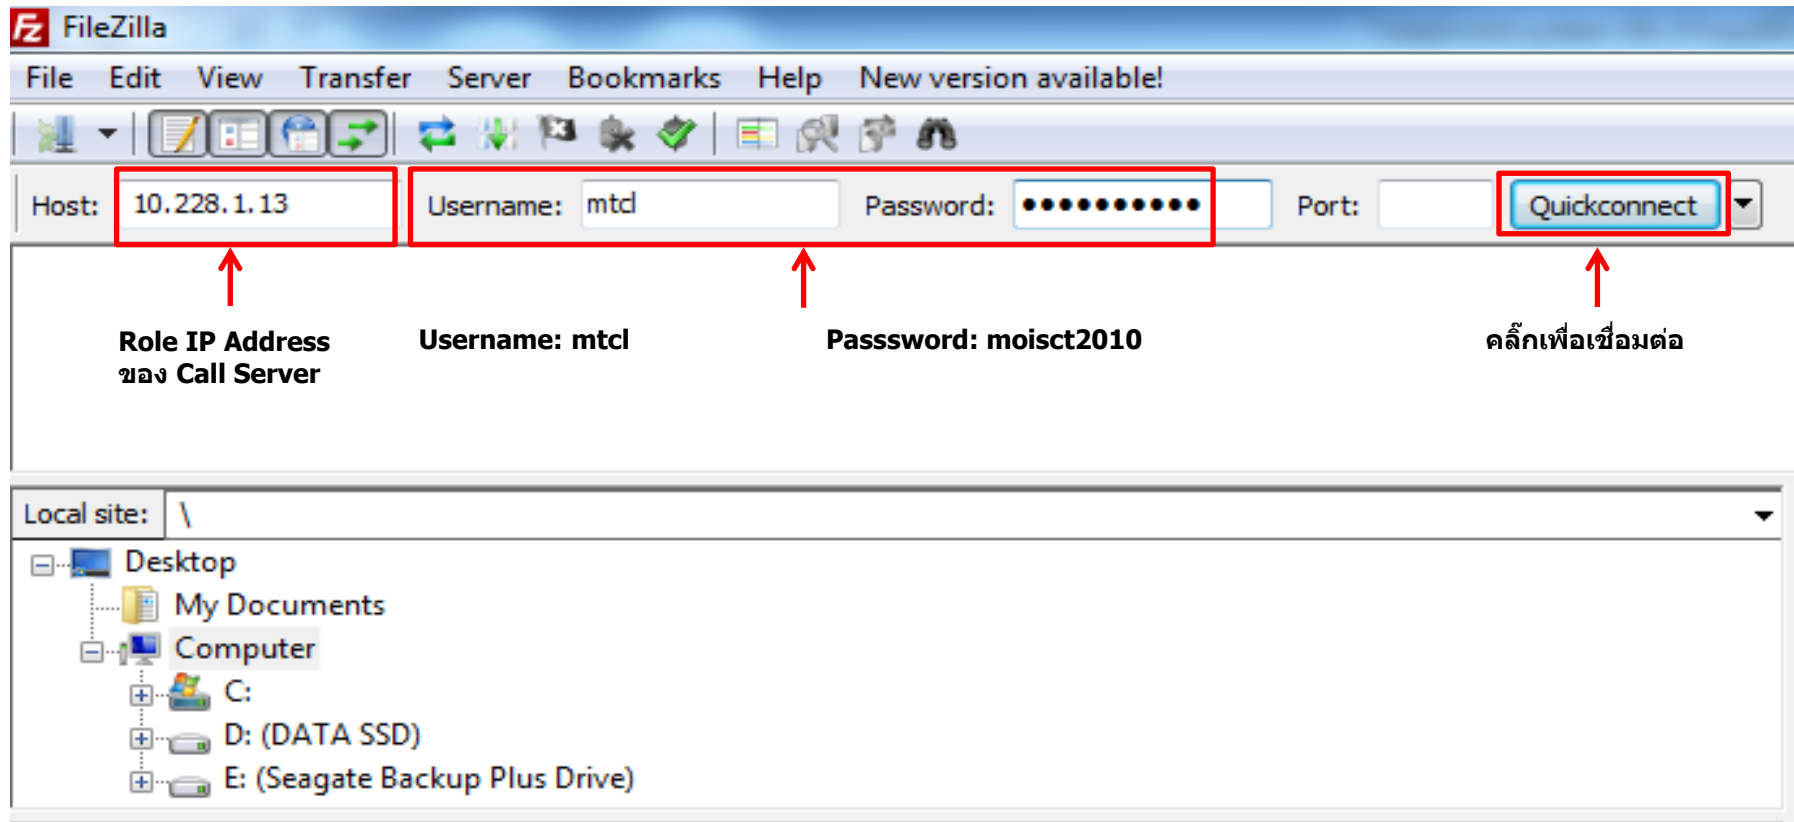 FileZilla
File Edit View Transfer Server Bookmarks Help New version available!
Host: 10.228.1.13 Username: mtcl Password: ●●●●●●●●●● Port: Quickconnect
Role IP Address
ของ Call Server
Username: mtcl
Passsword: moisct2010
คลิ๊กเพื่อเชื่อมต่อ
Local site: \
Desktop
My Documents
Computer
C:
D: (DATA SSD)
E: (Seagate Backup Plus Drive)